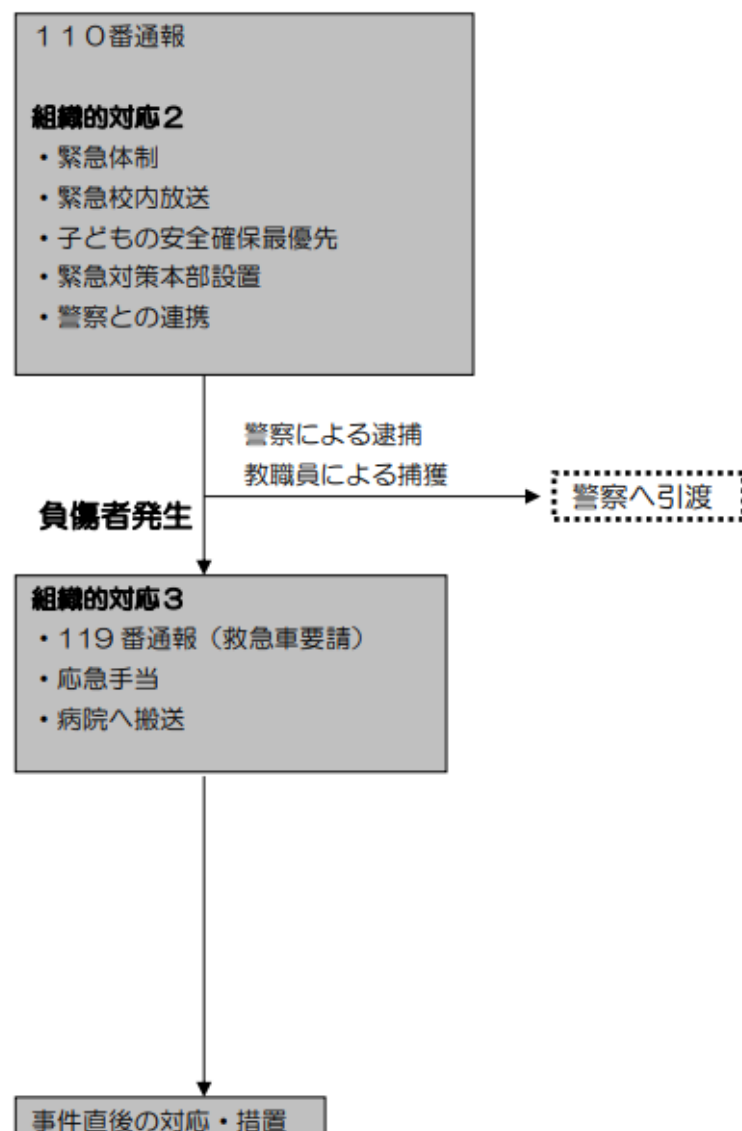 １１０番通報
組織的対応２
・緊急体制
・緊急校内放送
・子どもの安全確保最優先
・緊急対策本部設置
・警察との連携
警察による逮捕
教職員による捕獲
警察へ引渡
負傷者発生
組織的対応３
・119 番通報（救急車要請）
・応急手当
・病院へ搬送
事件直後の対応・措置